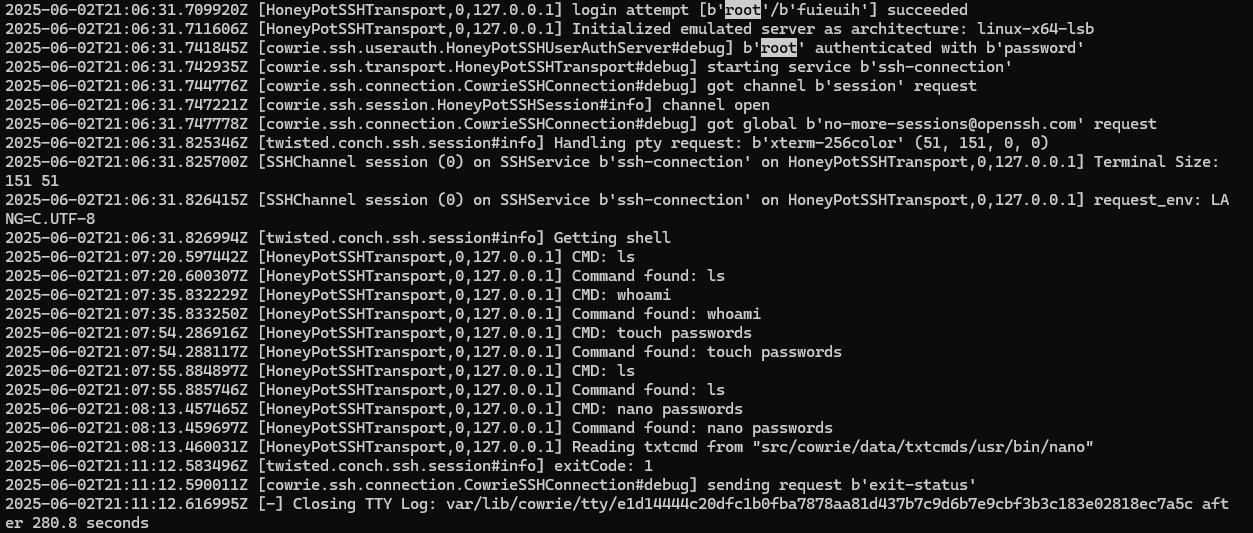 2025-06-02T21:06:31.709920Z [HoneyPotSSHTransport,0,127.0.0.1] login attempt [b'root'/b'fuieuih'] succeeded
2025-06-02T21:06:31.711606Z [HoneyPotSSHTransport,0,127.0.0.1] Initialized emulated server as architecture: linux-x64-lsb
2025-06-02T21:06:31.741845Z [cowrie.ssh.userauth.HoneyPotSSHUserAuthServer#debug] b'root' authenticated with b'password'
2025-06-02T21:06:31.742935Z [cowrie.ssh.transport.HoneyPotSSHTransport#debug] starting service b'ssh-connection'
2025-06-02T21:06:31.744776Z [cowrie.ssh.connection.CowrieSSHConnection#debug] got channel b'session' request
2025-06-02T21:06:31.747221Z [cowrie.ssh.session.HoneyPotSSHSession#info] channel open
2025-06-02T21:06:31.747778Z [cowrie.ssh.connection.CowrieSSHConnection#debug] got global b'no-more-sessions@openssh.com' request
2025-06-02T21:06:31.825346Z [twisted.conch.ssh.session#info] Handling pty request: b'xterm-256color' (51, 151, 0, 0)
2025-06-02T21:06:31.825700Z [SSHChannel session (0) on SSHService b'ssh-connection' on HoneyPotSSHTransport,0,127.0.0.1] Terminal Size:
151 51
2025-06-02T21:06:31.826415Z [SSHChannel session (0) on SSHService b'ssh-connection' on HoneyPotSSHTransport,0,127.0.0.1] request_env: LA
NG=C.UTF-8
2025-06-02T21:06:31.826994Z [twisted.conch.ssh.session#info] Getting shell
2025-06-02T21:07:20.597442Z [HoneyPotSSHTransport,0,127.0.0.1] CMD: ls
2025-06-02T21:07:20.600307Z [HoneyPotSSHTransport,0,127.0.0.1] Command found: ls
2025-06-02T21:07:35.832229Z [HoneyPotSSHTransport,0,127.0.0.1] CMD: whoami
2025-06-02T21:07:35.833250Z [HoneyPotSSHTransport,0,127.0.0.1] Command found: whoami
2025-06-02T21:07:54.286916Z [HoneyPotSSHTransport,0,127.0.0.1] CMD: touch passwords
2025-06-02T21:07:54.288117Z [HoneyPotSSHTransport,0,127.0.0.1] Command found: touch passwords
2025-06-02T21:07:55.884897Z [HoneyPotSSHTransport,0,127.0.0.1] CMD: ls
2025-06-02T21:07:55.885746Z [HoneyPotSSHTransport,0,127.0.0.1] Command found: ls
2025-06-02T21:08:13.457465Z [HoneyPotSSHTransport,0,127.0.0.1] CMD: nano passwords
2025-06-02T21:08:13.459697Z [HoneyPotSSHTransport,0,127.0.0.1] Command found: nano passwords
2025-06-02T21:08:13.460031Z [HoneyPotSSHTransport,0,127.0.0.1] Reading txtcmd from "src/cowrie/data/txtcmds/usr/bin/nano"
2025-06-02T21:11:12.583496Z [twisted.conch.ssh.session#info] exitCode: 1
2025-06-02T21:11:12.590011Z [cowrie.ssh.connection.CowrieSSHConnection#debug] sending request b'exit-status'
2025-06-02T21:11:12.616995Z [-] Closing TTY Log: var/lib/cowrie/tty/e1d14444c20dfc1b0fba7878aa81d437b7c9d6b7e9cbf3b3c183e02818ec7a5c aft
er 280.8 seconds